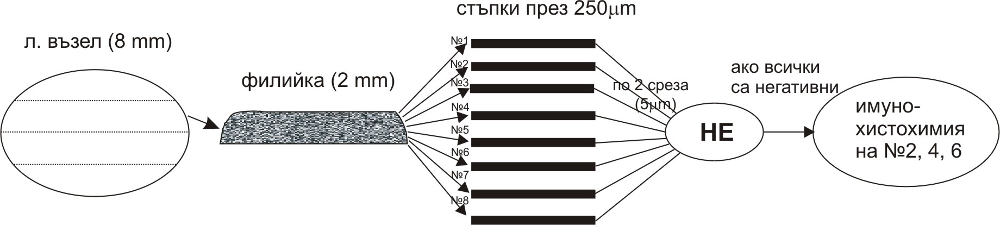 стъпки през 250μm
л. възел (8 mm)
филийка (2 mm)
№1
№2
№3
№4
№5
№6
№7
№8
по 2 среза
(5μm)
НЕ
ако всички
са негативни
имуно-
хистохимия
на №2, 4, 6